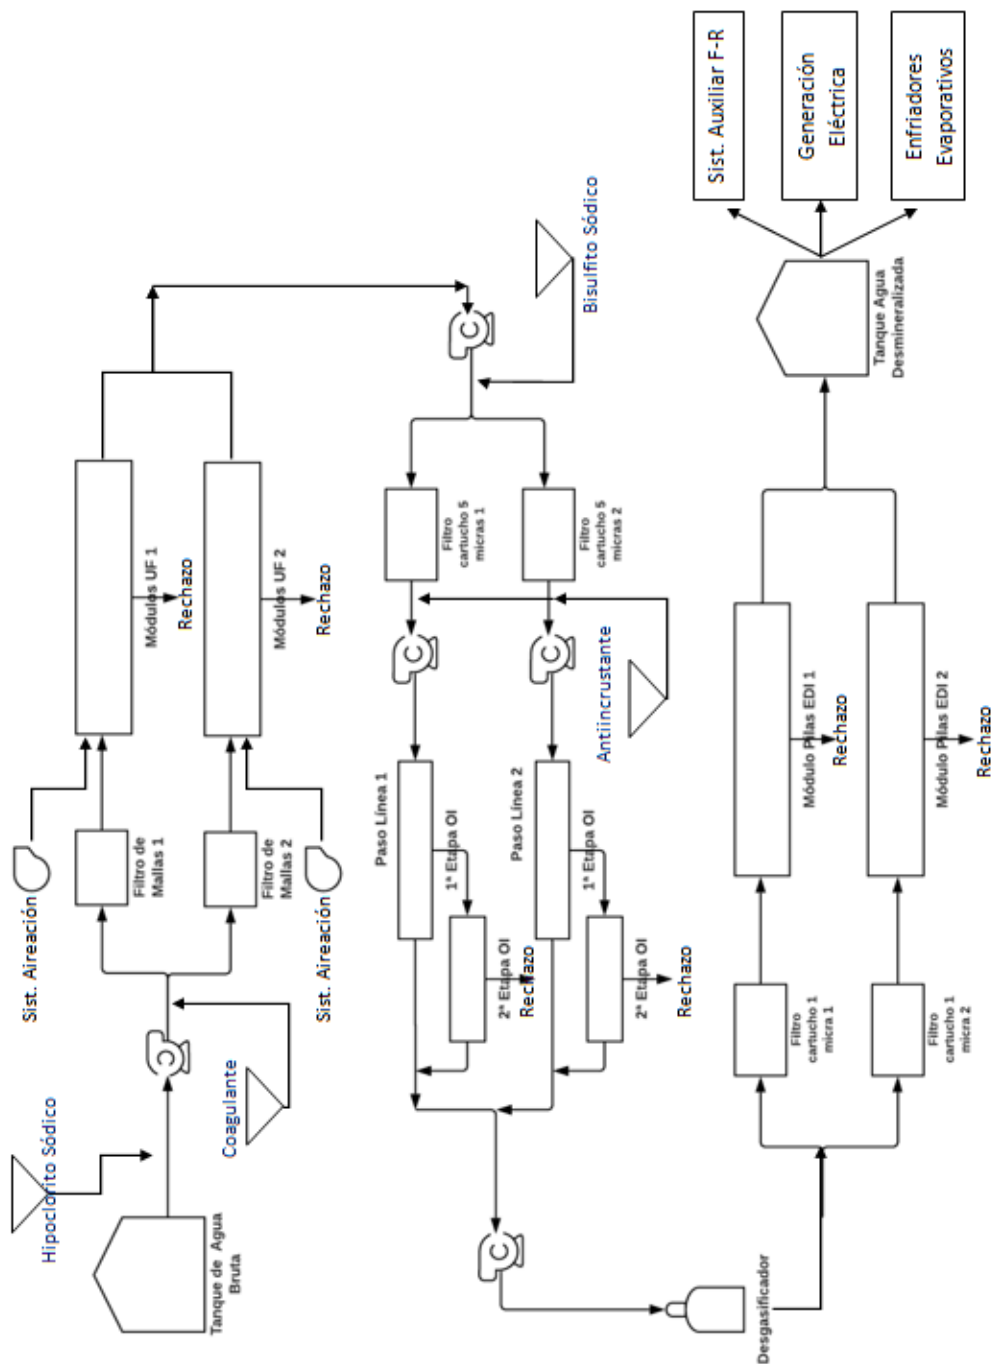 Hipoclorito Sódico
Tanque de Agua
Bruta
C
Coagulante
Sist. Aireación
Filtro de
Mallas 1
Filtro de
Mallas 2
Sist. Aireación
Módulos UF 1
Rechazo
Módulos UF 2
Rechazo
C
Bisulfito Sódico
Filtro
cartucho 5
micras 1
Filtro
cartucho 5
micras 2
C
C
Antiincrustante
Paso Línea 1
1ª Etapa OI
2ª Etapa OI
Rechazo
Paso Línea 2
1ª Etapa OI
2ª Etapa OI
Rechazo
C
Desgasificador
Filtro
cartucho 1
micra 1
Filtro
cartucho 1
micra 2
Módulo Pilas EDI 1
Rechazo
Módulo Pilas EDI 2
Rechazo
Tanque Agua
Desmineralizada
Sist. Auxiliar F-R
Generación
Eléctrica
Enfriadores
Evaporativos